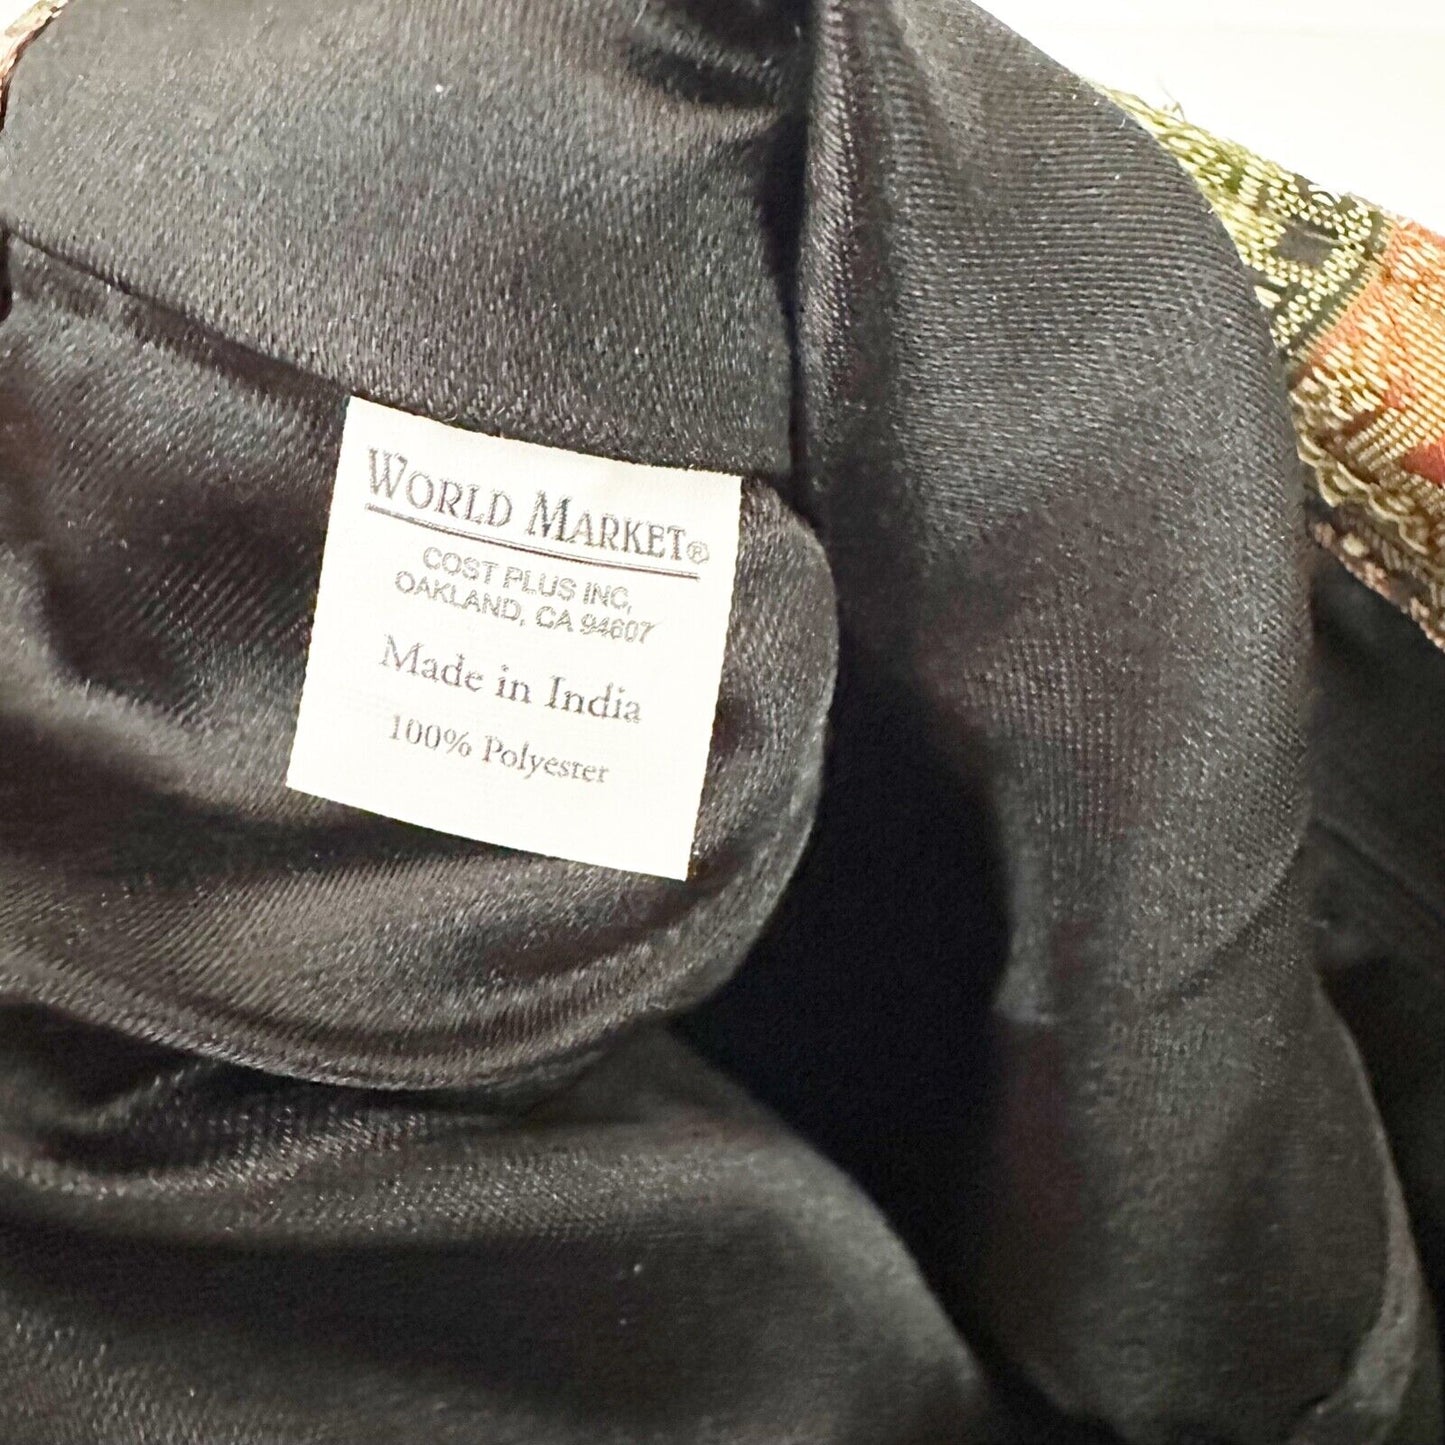 WORLD MARKET®
COST PLUS INC,
OAKLAND, CA 94607
Made in India
100% Polyester